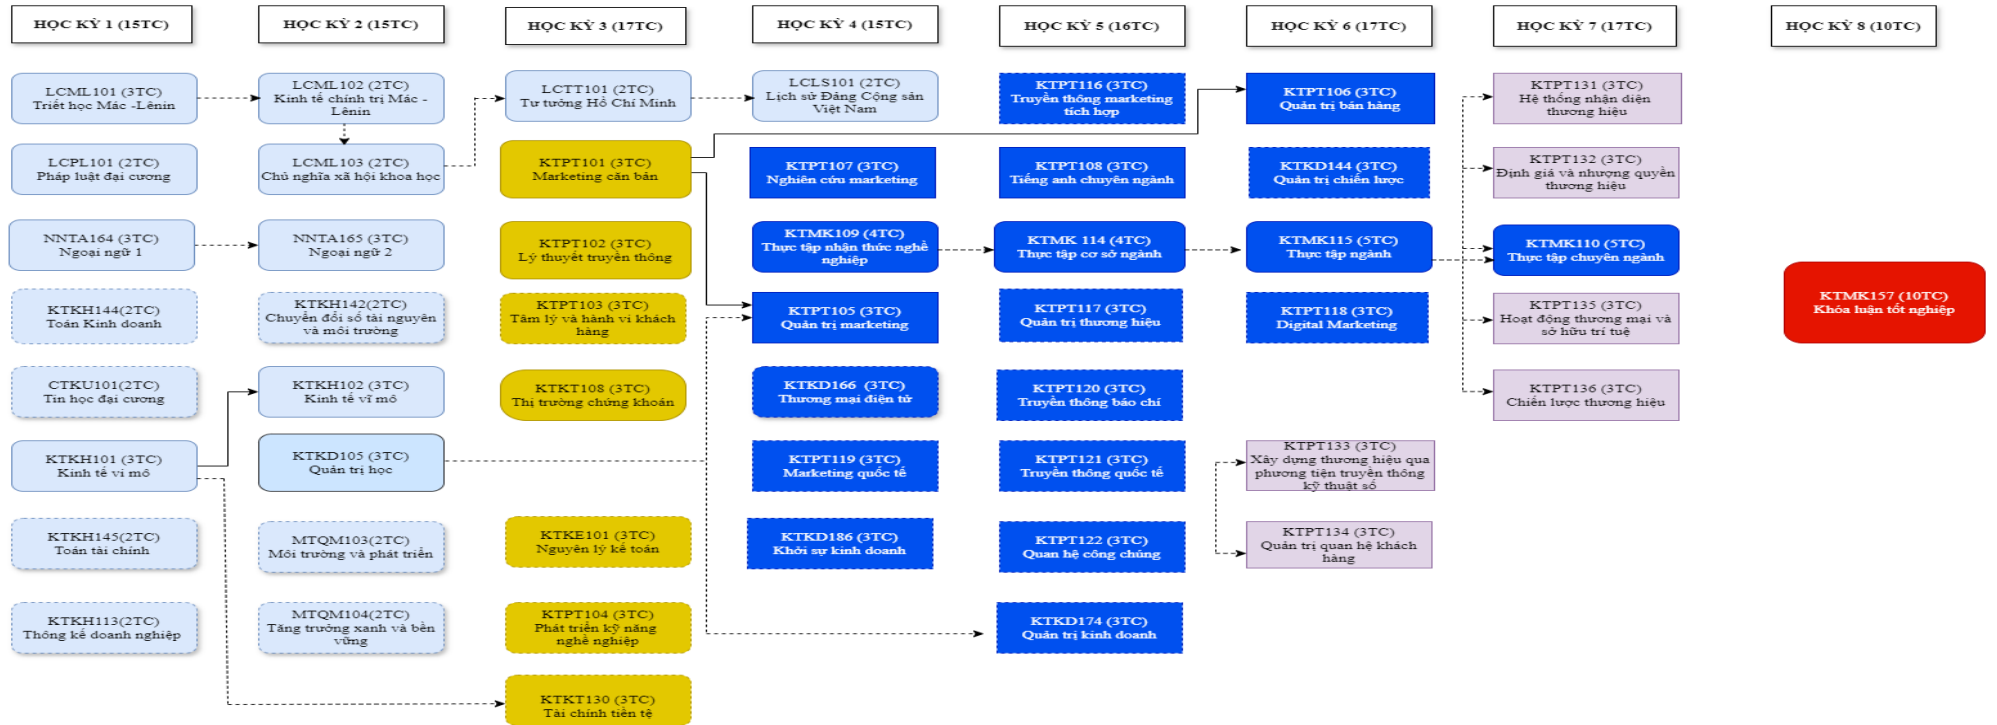 HỌC KỲ 1 (15TC)
HỌC KỲ 2 (15TC)
HỌC KỲ 3 (17TC)
HỌC KỲ 4 (15TC)
HỌC KỲ 5 (16TC)
HỌC KỲ 6 (17TC)
HỌC KỲ 7 (17TC)
HỌC KỲ 8 (10TC)
LCML101 (3TC)
Triết học Mác -Lênin
LCPL101 (2TC)
Pháp luật đại cương
NNTA164 (3TC)
Ngoại ngữ 1
KTKH144(2TC)
Toán Kinh doanh
CTKU101(2TC)
Tin học đại cương
KTKH101 (3TC)
Kinh tế vi mô
KTKH145(2TC)
Toán tài chính
KTKH113(2TC)
Thống kê doanh nghiệp
LCML102 (2TC)
Kinh tế chính trị Mác -
Lênin
LCML103 (2TC)
Chủ nghĩa xã hội khoa học
NNTA165 (3TC)
Ngoại ngữ 2
KTKH142(2TC)
Chuyển đổi số tài nguyên
và môi trường
KTKH102 (3TC)
Kinh tế vĩ mô
KTKD105 (3TC)
Quản trị học
MTQM103(2TC)
Môi trường và phát triển
MTQM104(2TC)
Tăng trưởng xanh và bền
vững
LCTT101 (2TC)
Tư tưởng Hồ Chí Minh
KTPT101 (3TC)
Marketing căn bản
KTPT102 (3TC)
Lý thuyết truyền thông
KTPT103 (3TC)
Tâm lý và hành vi khách
hàng
KTKT108 (3TC)
Thị trường chứng khoán
KTKE101 (3TC)
Nguyên lý kế toán
KTPT104 (3TC)
Phát triển kỹ năng
nghề nghiệp
KTKT130 (3TC)
Tài chính tiền tệ
LCLS101 (2TC)
Lịch sử Đảng Cộng sản
Việt Nam
KTPT107 (3TC)
Nghiên cứu marketing
KTMK109 (4TC)
Thực tập nhận thức nghề
nghiệp
KTPT105 (3TC)
Quản trị marketing
KTKD166 (3TC)
Thương mại điện tử
KTPT119 (3TC)
Marketing quốc tế
KTKD186 (3TC)
Khởi sự kinh doanh
KTPT116 (3TC)
Truyền thông marketing
tích hợp
KTPT108 (3TC)
Tiếng anh chuyên ngành
KTMK 114 (4TC)
Thực tập cơ sở ngành
KTPT117 (3TC)
Quản trị thương hiệu
KTPT120 (3TC)
Truyền thông báo chí
KTPT121 (3TC)
Truyền thông quốc tế
KTPT122 (3TC)
Quan hệ công chúng
KTKD174 (3TC)
Quản trị kinh doanh
KTPT106 (3TC)
Quản trị bán hàng
KTKD144 (3TC)
Quản trị chiến lược
KTMK115 (5TC)
Thực tập ngành
KTPT118 (3TC)
Digital Marketing
KTPT133 (3TC)
Xây dựng thương hiệu qua
phương tiện truyền thông
kỹ thuật số
KTPT134 (3TC)
Quản trị quan hệ khách
hàng
KTPT131 (3TC)
Hệ thống nhận diện
thương hiệu
KTPT132 (3TC)
Định giá và nhượng quyền
thương hiệu
KTMK110 (5TC)
Thực tập chuyên ngành
KTPT135 (3TC)
Hoạt động thương mại và
sở hữu trí tuệ
KTPT136 (3TC)
Chiến lược thương hiệu
KTMK157 (10TC)
Khóa luận tốt nghiệp